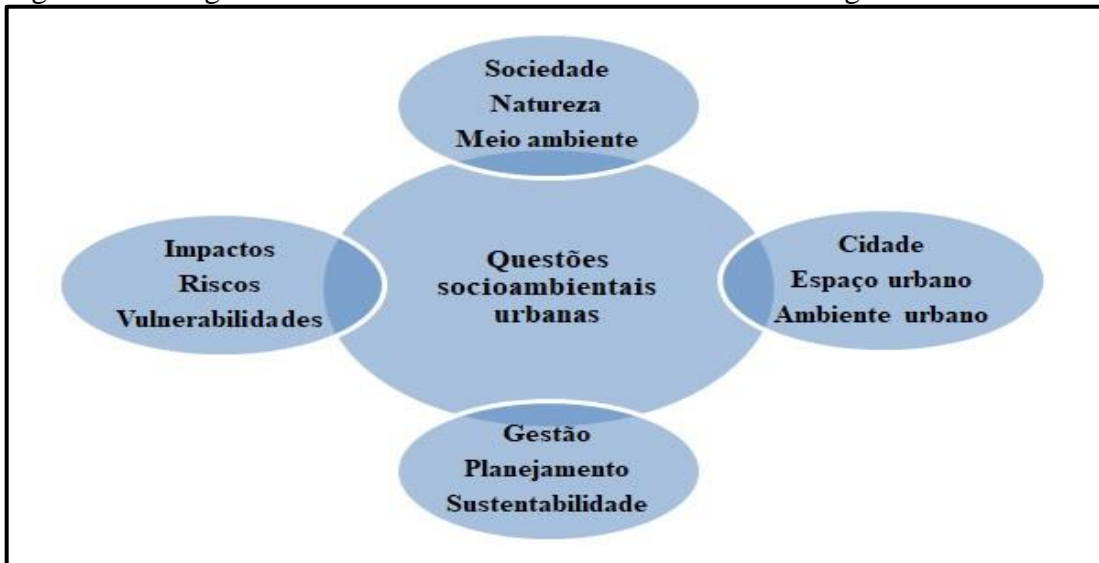 Sociedade
Natureza
Meio ambiente
Impactos
Riscos
Vulnerabilidades
Questões
socioambientais
urbanas
Cidade
Espaço urbano
Ambiente urbano
Gestão
Planejamento
Sustentabilidade